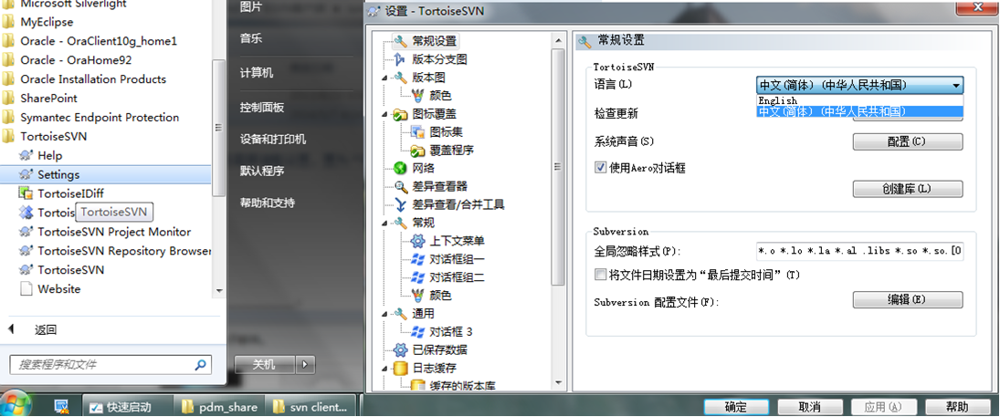 Microsoft Silverlight
MyEclipse
Oracle - OraClient10g_home1
Oracle - OraHome92
Oracle Installation Products
SharePoint
Symantec Endpoint Protection
TortoiseSVN
Help
Settings
TortoiseIDiff
Tortois
TortoiseSVN
TortoiseSVN Project Monitor
TortoiseSVN Repository Browser
TortoiseSVN
Website
返回
搜索程序和文件
图片
音乐
计算机
控制面板
设备和打印机
默认程序
帮助和支持
关机
快速启动
pdm_share
svn client...
设置 - TortoiseSVN
常规设置
版本分支图
版本图
颜色
图标覆盖
图标集
覆盖程序
网络
差异查看器
差异查看/合并工具
常规
上下文菜单
对话框组一
对话框组二
颜色
通用
对话框 3
已保存数据
日志缓存
缓存的版本库
常规设置
TortoiseSVN
语言(L)
中文(简体) (中华人民共和国)
English
中文(简体) (中华人民共和国)
检查更新
系统声音(S)
配置(C)
使用Aero对话框
创建库(L)
Subversion
全局忽略样式(P):
*.o *.lo *.la *.al .libs *.so *.so.[0
将文件日期设置为“最后提交时间”(T)
Subversion 配置文件(F):
编辑(E)
确定
取消
应用(A)
帮助